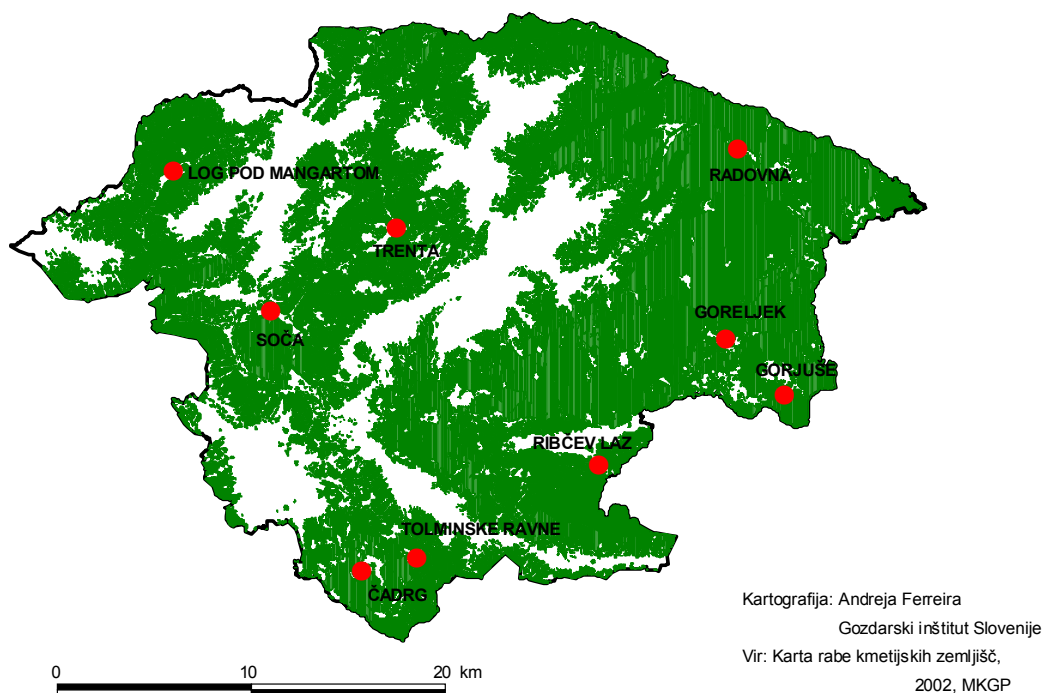 LOG POD MANGARTOM
RADOVNA
TRENTA
SOČA
GORELJEK
GORJUŠE
RIBČEV LAZ
TOLMINSKE RAVNE
ČADRG
Kartografija: Andreja Ferreira
Gozdarski inštitut Slovenije
Vir: Karta rabe kmetijskih zemljišč,
2002, MKGP
0 10 20 km